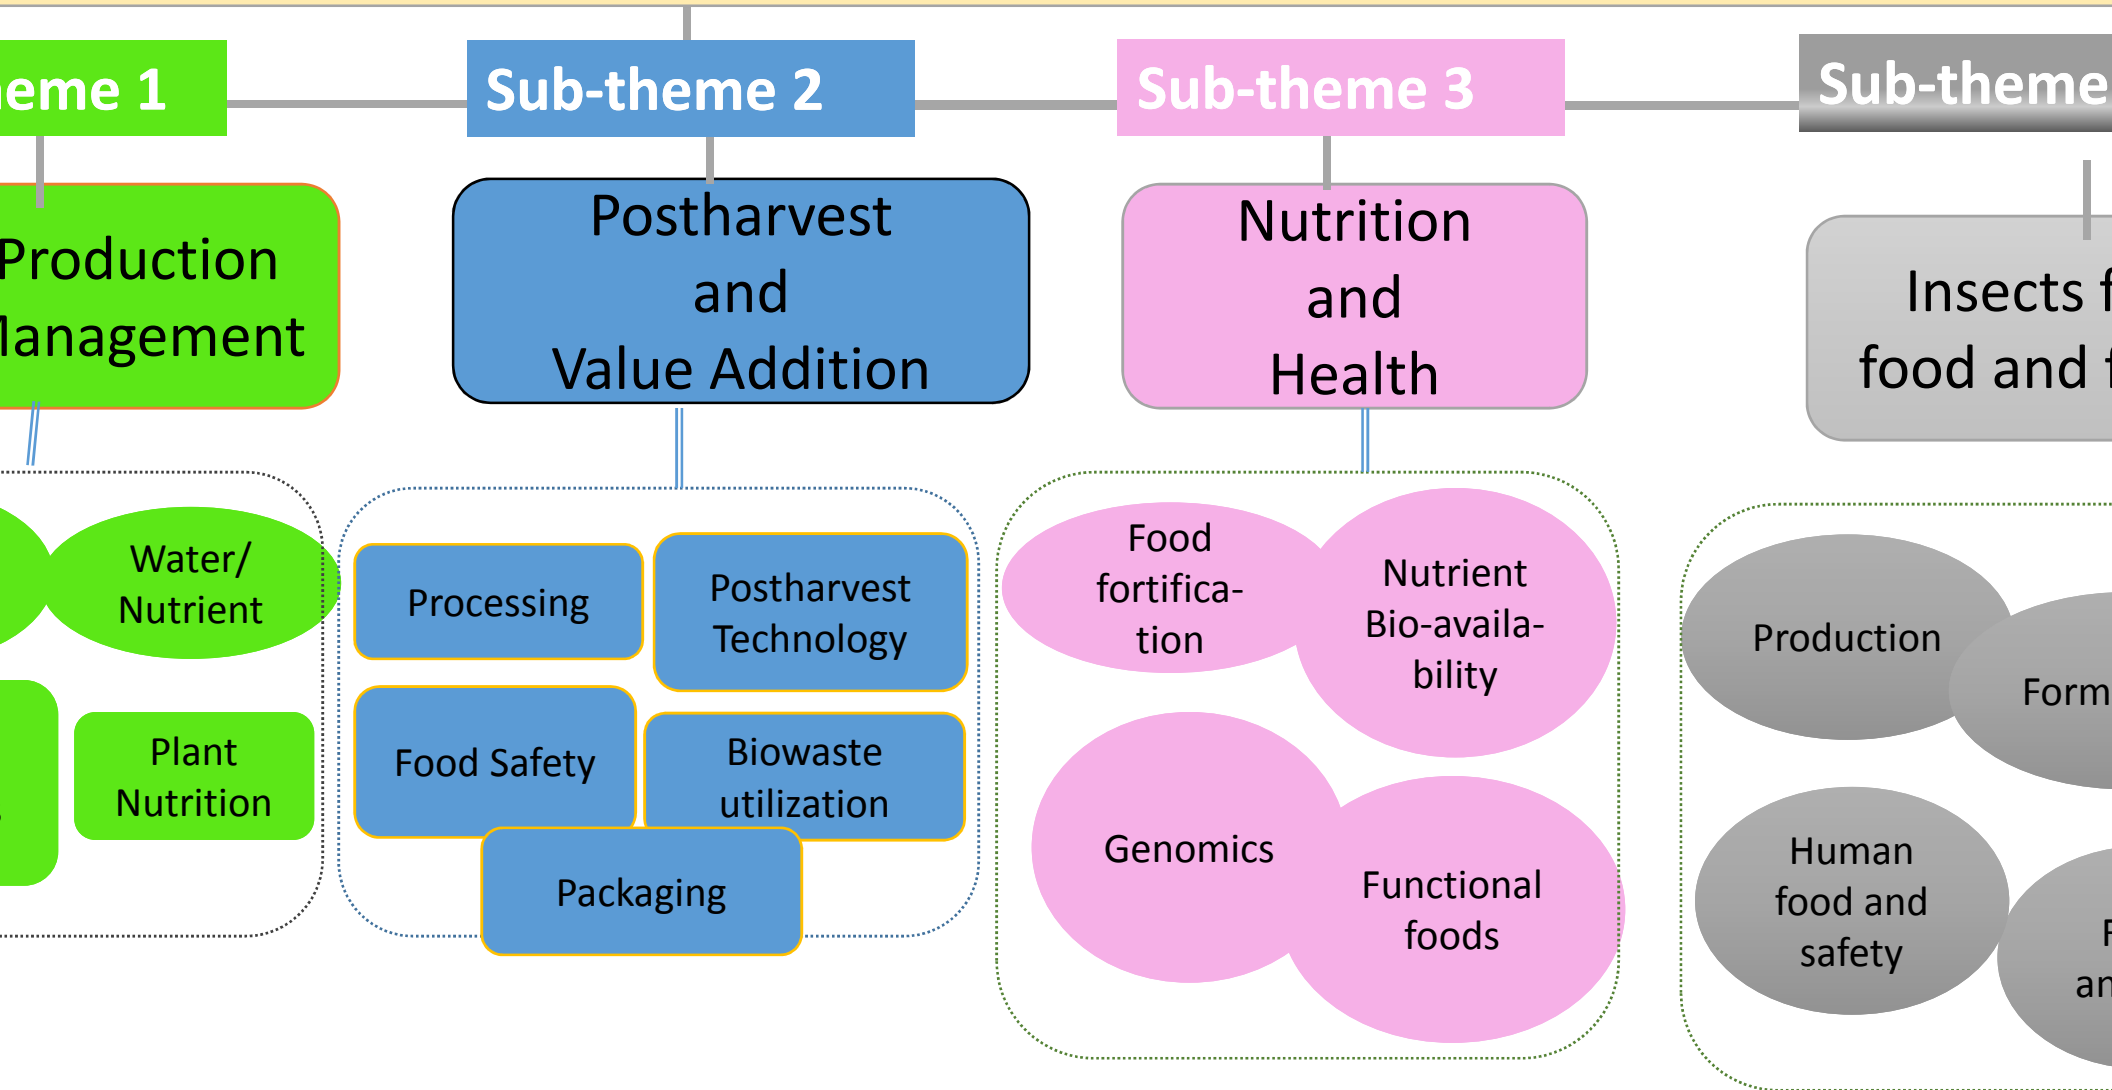 eme 1
Sub-theme 2
Sub-theme 3
Sub-theme
Production
Management
Postharvest
and
Value Addition
Nutrition
and
Health
Insects f
food and f
Water/
Nutrient
Plant
Nutrition
Processing
Postharvest
Technology
Food Safety
Biowaste
utilization
Packaging
Food
fortifica-
tion
Nutrient
Bio-availa-
bility
Genomics
Functional
foods
Production
Form
Human
food and
safety
F
an